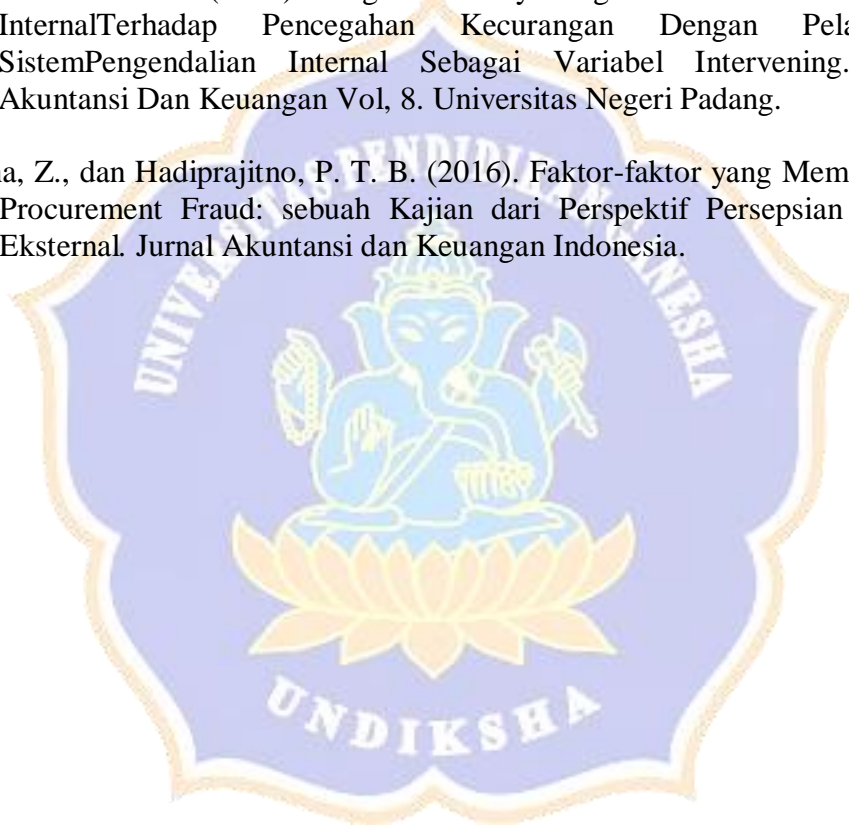 InternalTerhadap Pencegahan Kecurangan Dengan
SistemPengendalian Internal Sebagai Variabel Intervening.
Akuntansi Dan Keuangan Vol, 8. Universitas Negeri Padang.
Z., dan Hadiprajitno, P. T. B. (2016). Faktor-faktor yang
Procurement Fraud: sebuah Kajian dari Perspektif Persepsian
Eksternal. Jurnal Akuntansi dan Keuangan Indonesia.
UNIVERSITAS PENDIDIKAN GANESHA
UNDIKSHA